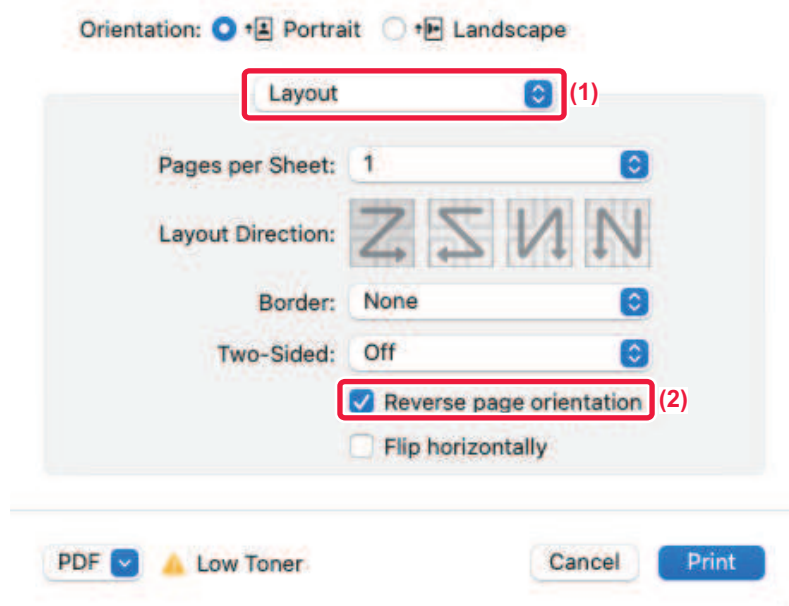 Orientation: Portrait Landscape
Layout (1)
Pages per Sheet: 1
Layout Direction:
Border: None
Two-Sided: Off
Reverse page orientation (2)
Flip horizontally
PDF Low Toner Cancel Print